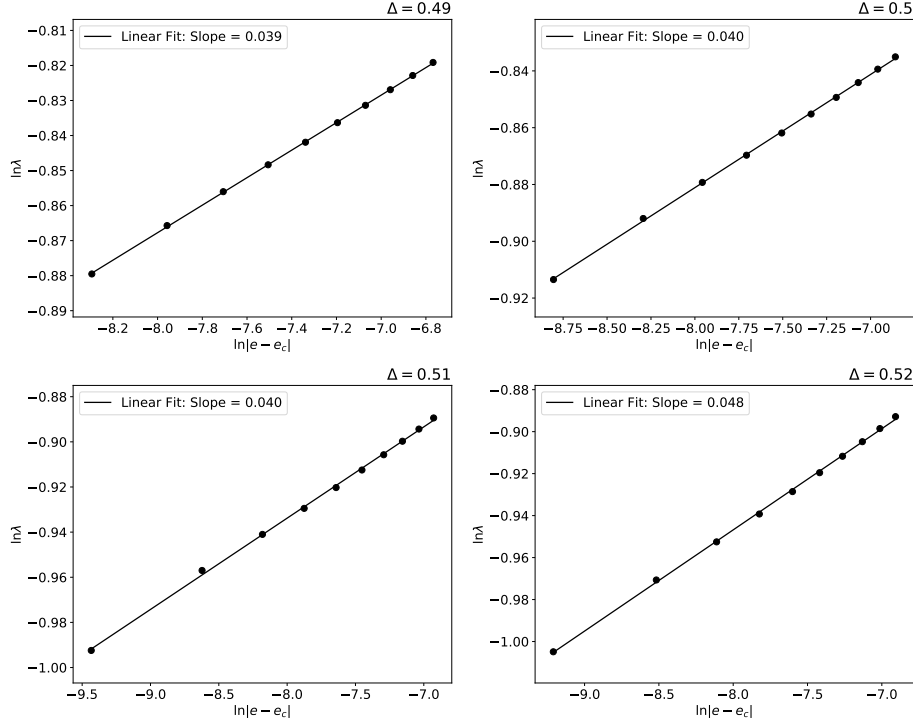 Δ = 0.49
Linear Fit: Slope = 0.039
−0.81
−0.82
−0.83
−0.84
−0.85
−0.86
−0.87
−0.88
−0.89
lnλ
−8.2 −8.0 −7.8 −7.6 −7.4 −7.2 −7.0 −6.8
ln|e − e_c|
Δ = 0.5
Linear Fit: Slope = 0.040
−0.84
−0.86
−0.88
−0.90
−0.92
lnλ
−8.75 −8.50 −8.25 −8.00 −7.75 −7.50 −7.25 −7.00
ln|e − e_c|
Δ = 0.51
Linear Fit: Slope = 0.040
−0.88
−0.90
−0.92
−0.94
−0.96
−0.98
−1.00
lnλ
−9.5 −9.0 −8.5 −8.0 −7.5 −7.0
ln|e − e_c|
Δ = 0.52
Linear Fit: Slope = 0.048
−0.88
−0.90
−0.92
−0.94
−0.96
−0.98
−1.00
lnλ
−9.0 −8.5 −8.0 −7.5 −7.0
ln|e − e_c|